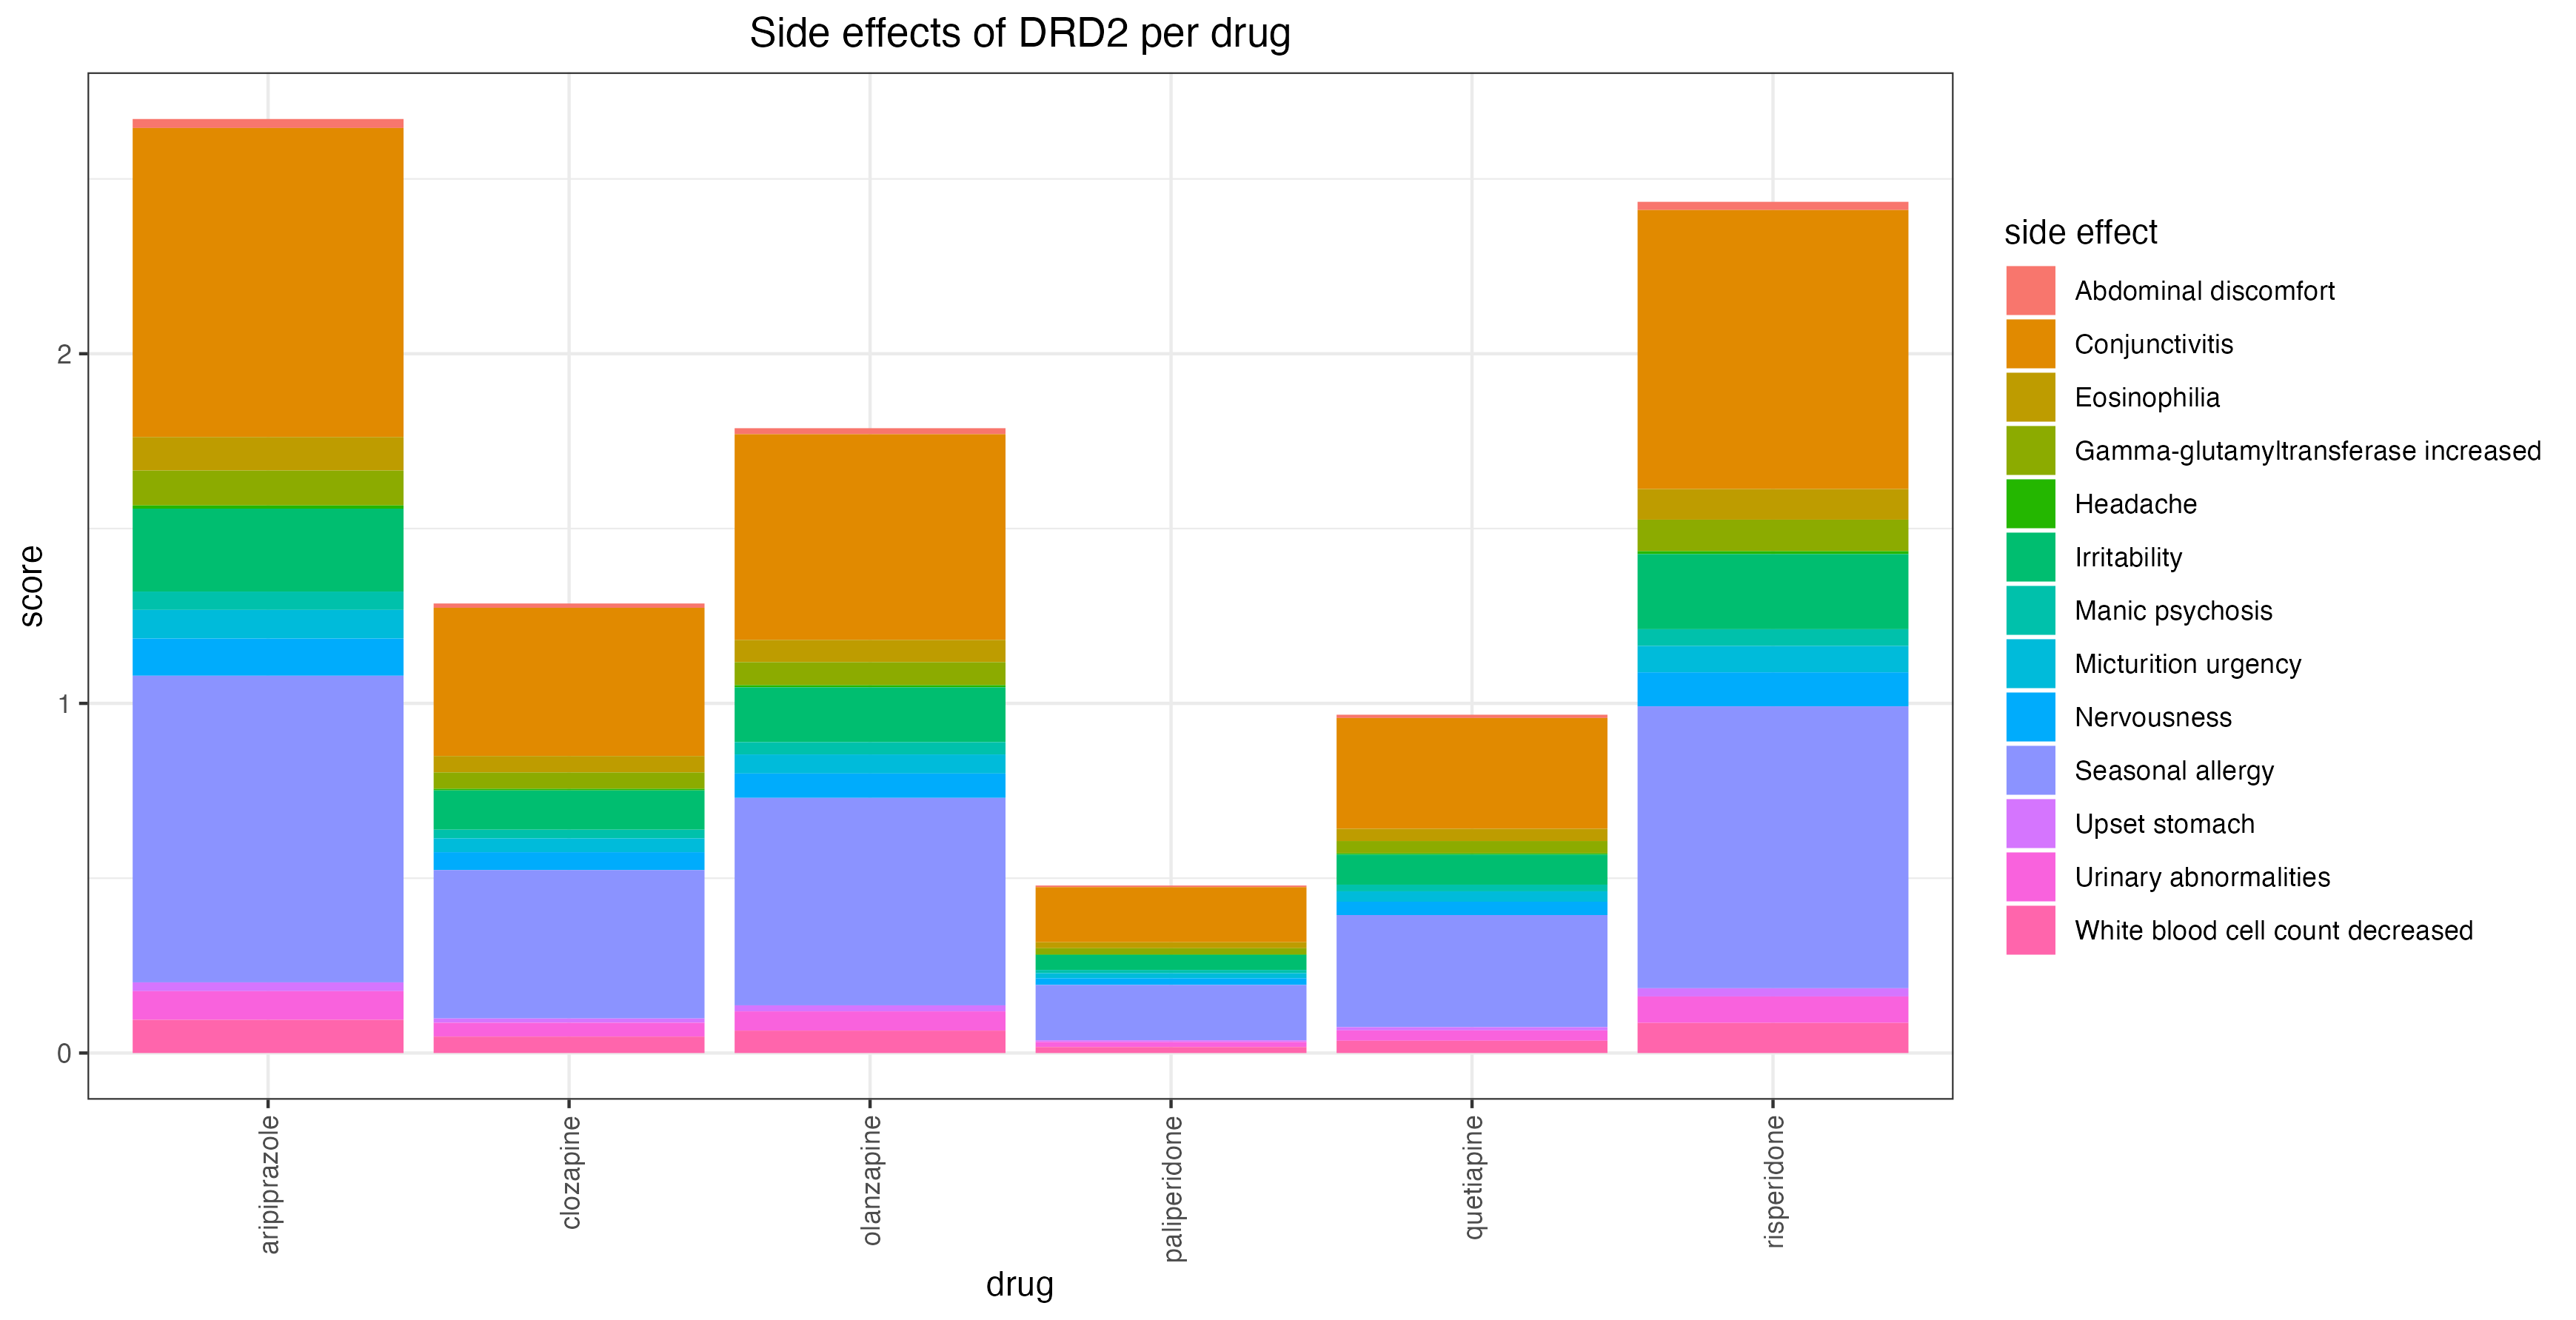 Side effects of DRD2 per drug
score
2
1
0
aripiprazole
clozapine
olanzapine
paliperidone
quetiapine
risperidone
drug
side effect
Abdominal discomfort
Conjunctivitis
Eosinophilia
Gamma-glutamyltransferase increased
Headache
Irritability
Manic psychosis
Micturition urgency
Nervousness
Seasonal allergy
Upset stomach
Urinary abnormalities
White blood cell count decreased